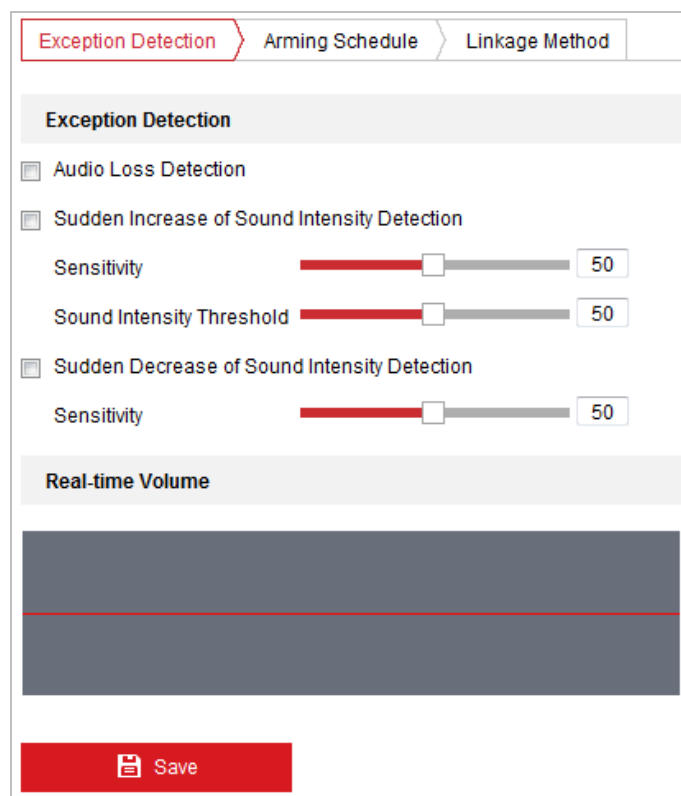 Exception Detection Arming Schedule Linkage Method
Exception Detection
Audio Loss Detection
Sudden Increase of Sound Intensity Detection
Sensitivity 50
Sound Intensity Threshold 50
Sudden Decrease of Sound Intensity Detection
Sensitivity 50
Real-time Volume
Save